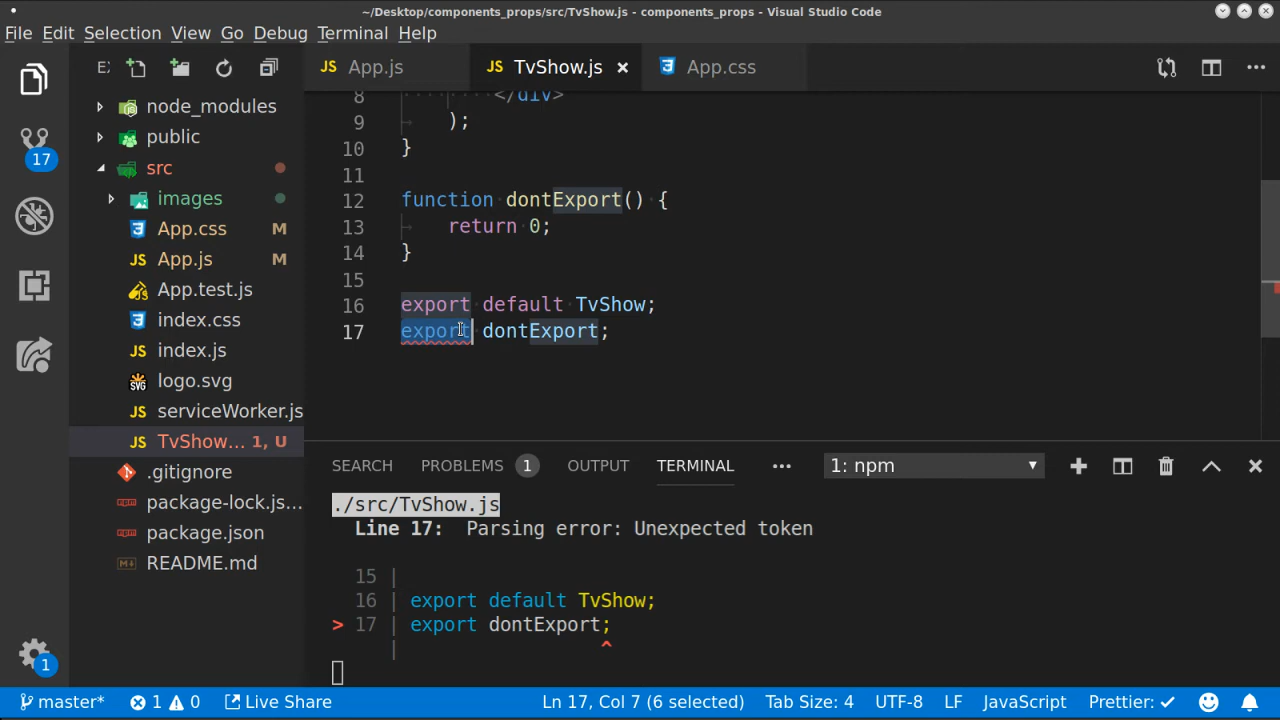 ~/Desktop/components_props/src/TvShow.js - components_props - Visual Studio Code
File Edit Selection View Go Debug Terminal Help
E:
App.js
TvShow.js
App.css
17
node_modules
public
src
images
App.css M
App.js M
App.test.js
index.css
index.js
logo.svg
serviceWorker.js
TvShow... 1, U
.gitignore
package-lock.js...
package.json
README.md
8 </div>
9 );
10 }
11
12 function dontExport() {
13 return 0;
14 }
15
16 export default TvShow;
17 export dontExport;
SEARCH PROBLEMS 1 OUTPUT TERMINAL ... 1: npm
./src/TvShow.js
Line 17: Parsing error: Unexpected token
15 |
16 | export default TvShow;
> 17 | export dontExport;
| ^
1
master* 1 0 Live Share Ln 17, Col 7 (6 selected) Tab Size: 4 UTF-8 LF JavaScript Prettier: ✓